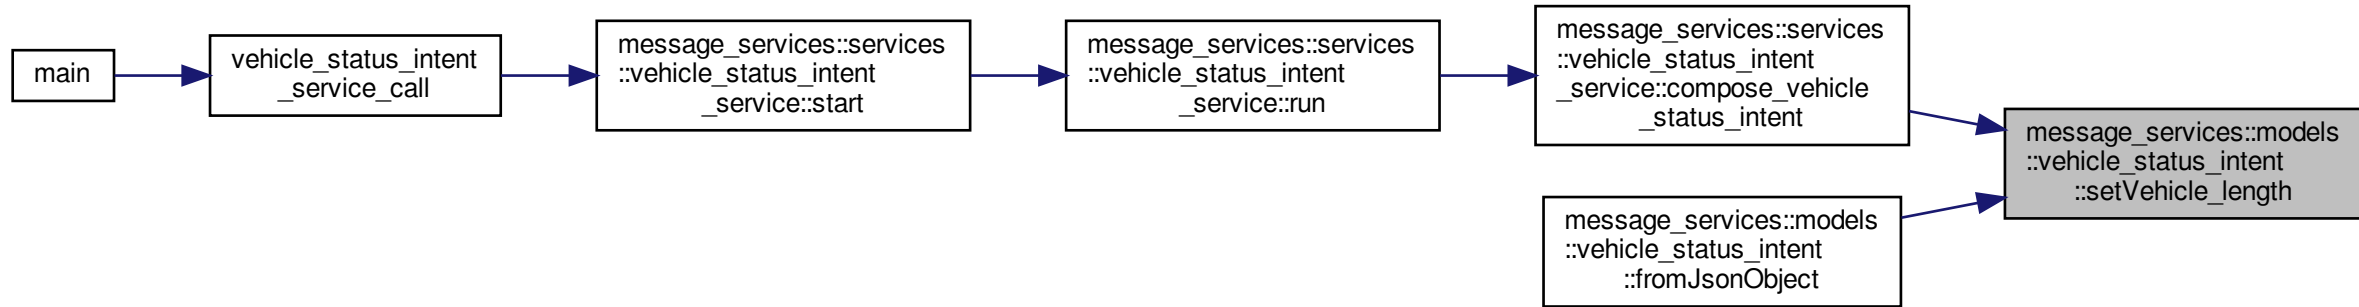 main
vehicle_status_intent
_service_call
message_services::services
::vehicle_status_intent
_service::start
message_services::services
::vehicle_status_intent
_service::run
message_services::services
::vehicle_status_intent
_service::compose_vehicle
_status_intent
message_services::models
::vehicle_status_intent
::setVehicle_length
message_services::models
::vehicle_status_intent
::fromJsonObject